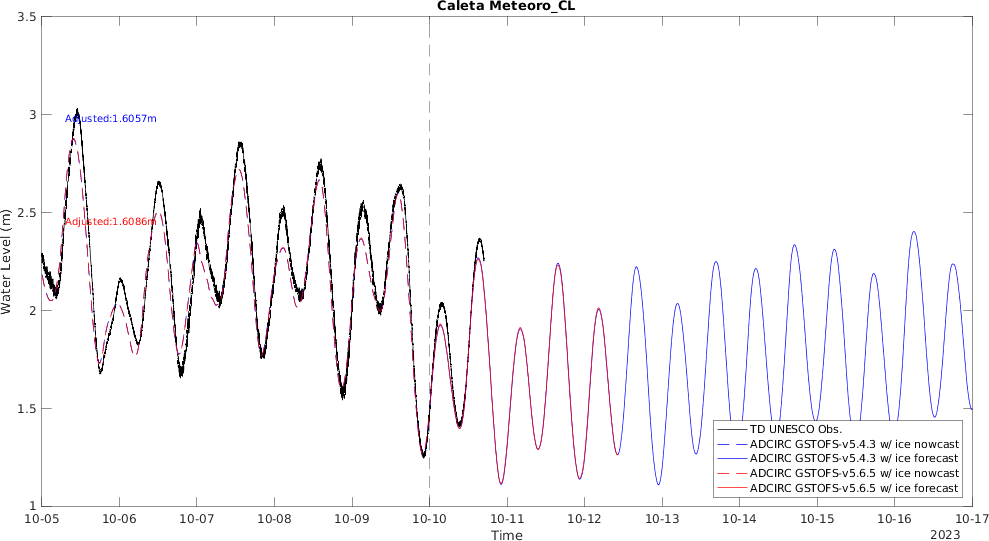 Caleta Meteoro_CL
3.5
3
2.5
2
1.5
1
Water Level (m)
Adjusted:1.6057m
Adjusted:1.6086m
TD UNESCO Obs.
ADCIRC GSTOFS-v5.4.3 w/ ice nowcast
ADCIRC GSTOFS-v5.4.3 w/ ice forecast
ADCIRC GSTOFS-v5.6.5 w/ ice nowcast
ADCIRC GSTOFS-v5.6.5 w/ ice forecast
10-05 10-06 10-07 10-08 10-09 10-10 10-11 10-12 10-13 10-14 10-15 10-16 10-17
Time
2023